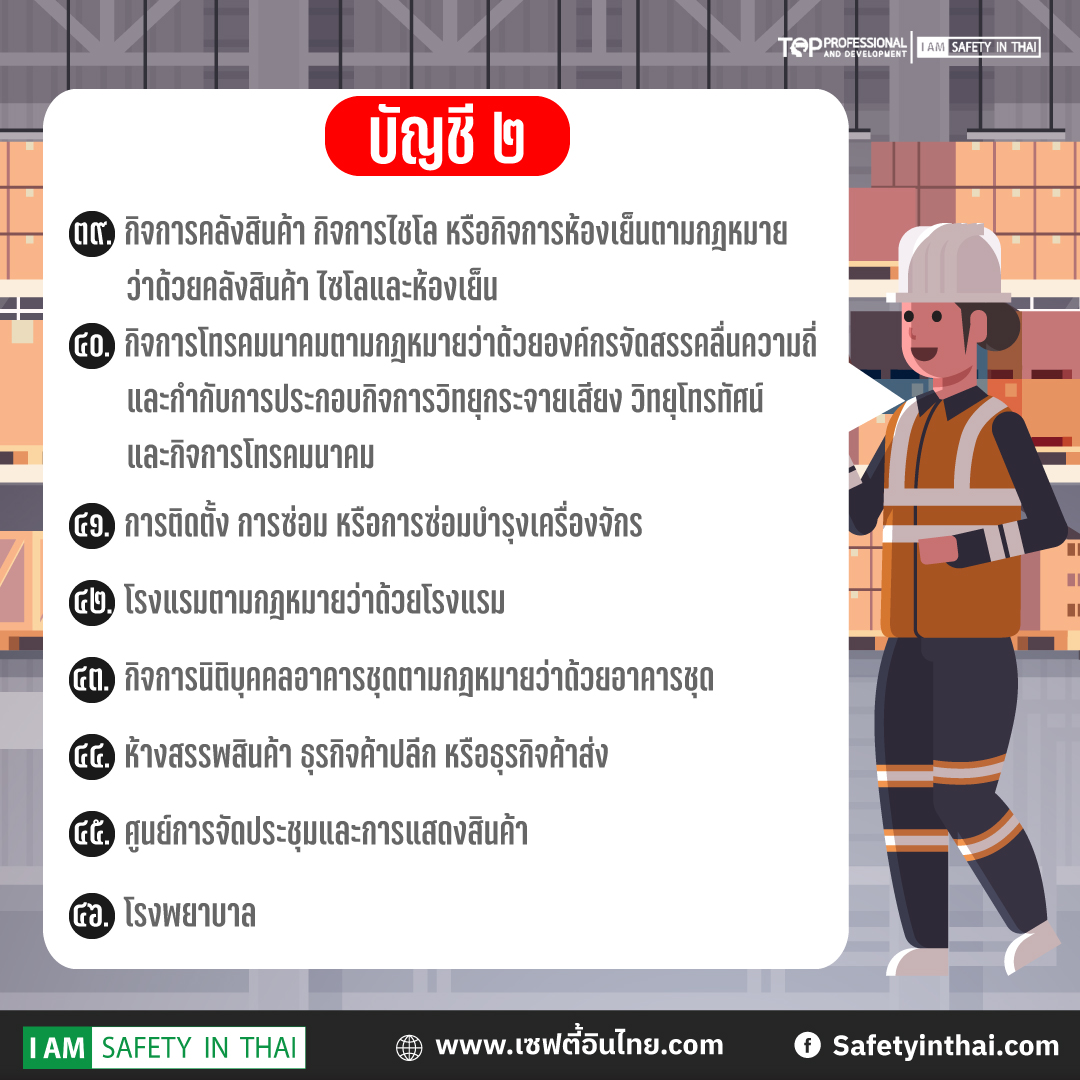 TOP PROFESSIONAL AND DEVELOPMENT | I AM SAFETY IN THAI
บัญชี ๒
๓๙. กิจการคลังสินค้า กิจการไซโล หรือกิจการห้องเย็นตามกฎหมาย
ว่าด้วยคลังสินค้า ไซโลและห้องเย็น
๔๐. กิจการโทรคมนาคมตามกฎหมายว่าด้วยองค์กรจัดสรรคลื่นความถี่
และกำกับการประกอบกิจการวิทยุกระจายเสียง วิทยุโทรทัศน์
และกิจการโทรคมนาคม
๔๑. การติดตั้ง การซ่อม หรือการซ่อมบำรุงเครื่องจักร
๔๒. โรงแรมตามกฎหมายว่าด้วยโรงแรม
๔๓. กิจการนิติบุคคลอาคารชุดตามกฎหมายว่าด้วยอาคารชุด
๔๔. ห้างสรรพสินค้า ธุรกิจค้าปลีก หรือธุรกิจค้าส่ง
๔๕. ศูนย์การจัดประชุมและการแสดงสินค้า
๔๖. โรงพยาบาล
I AM SAFETY IN THAI www.เซฟตี้อินไทย.com Safetyinthai.com